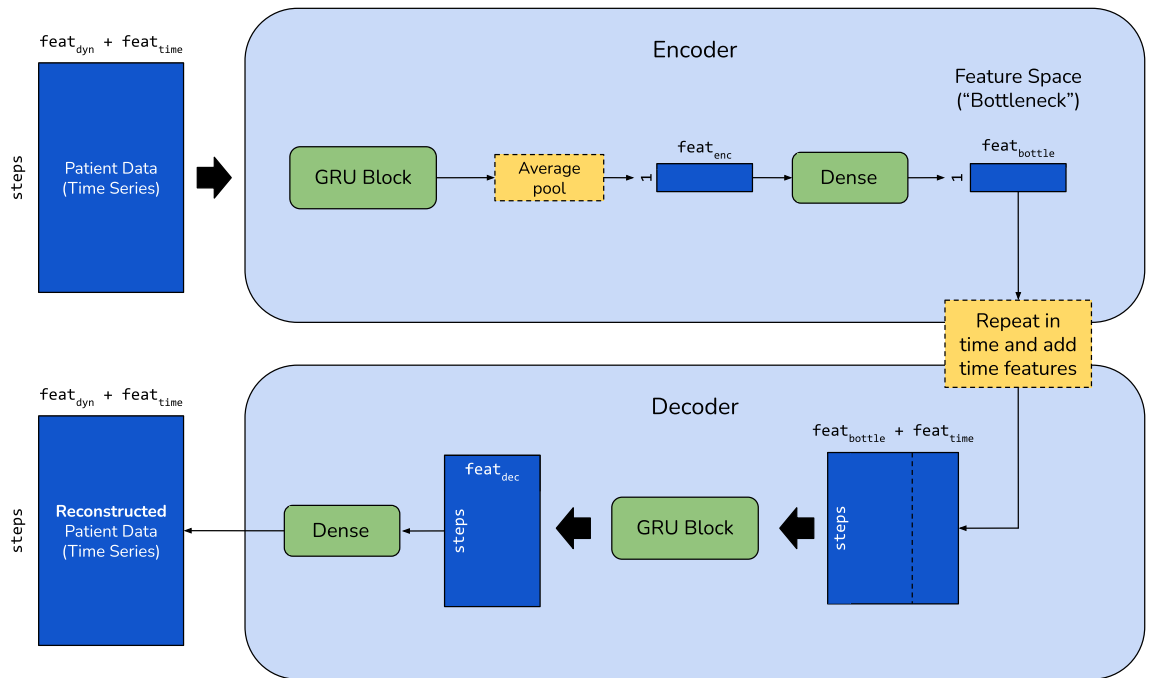 feat_dyn + feat_time
steps
Patient Data
(Time Series)
Encoder
Feature Space
(“Bottleneck”)
GRU Block
Average
pool
feat_enc
1
Dense
feat_bottle
1
Repeat in
time and add
time features
Decoder
feat_bottle + feat_time
steps
GRU Block
feat_dec
steps
Dense
feat_dyn + feat_time
steps
Reconstructed
Patient Data
(Time Series)